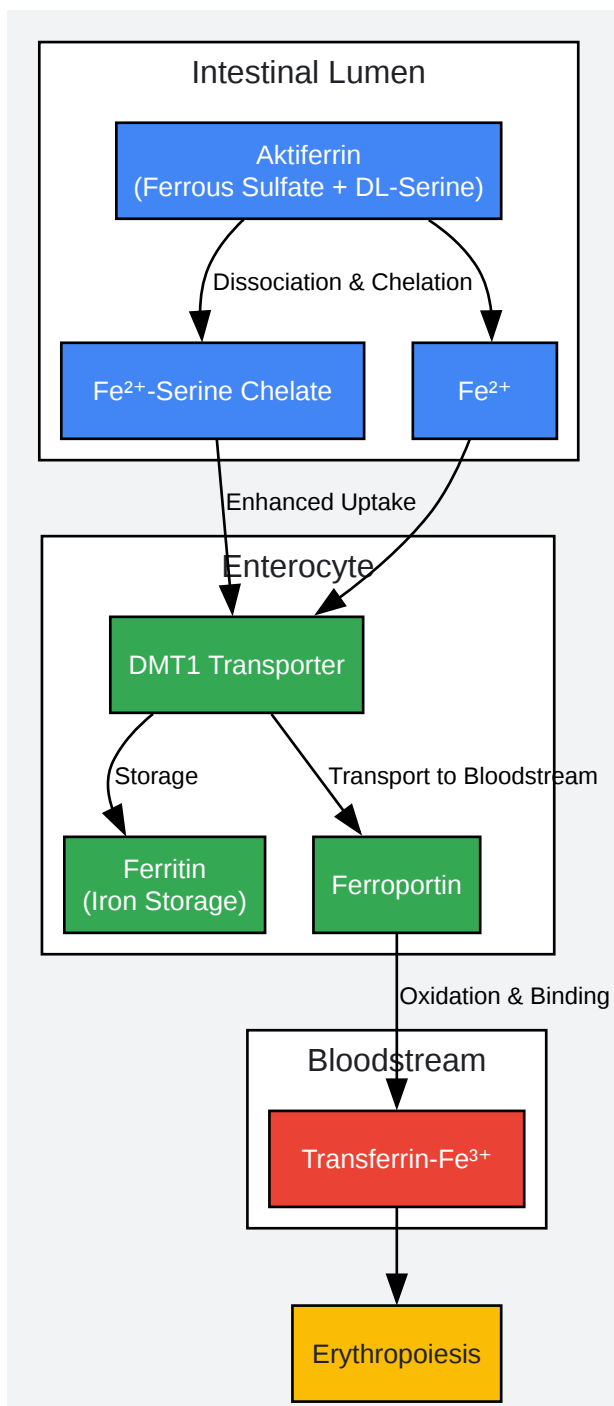 Intestinal Lumen
Aktiferrin
(Ferrous Sulfate + DL-Serine)
Dissociation & Chelation
Fe²⁺-Serine Chelate
Fe²⁺
Enhanced Uptake
Enterocyte
DMT1 Transporter
Storage
Transport to Bloodstream
Ferritin
(Iron Storage)
Ferroportin
Oxidation & Binding
Bloodstream
Transferrin-Fe³⁺
Erythropoiesis